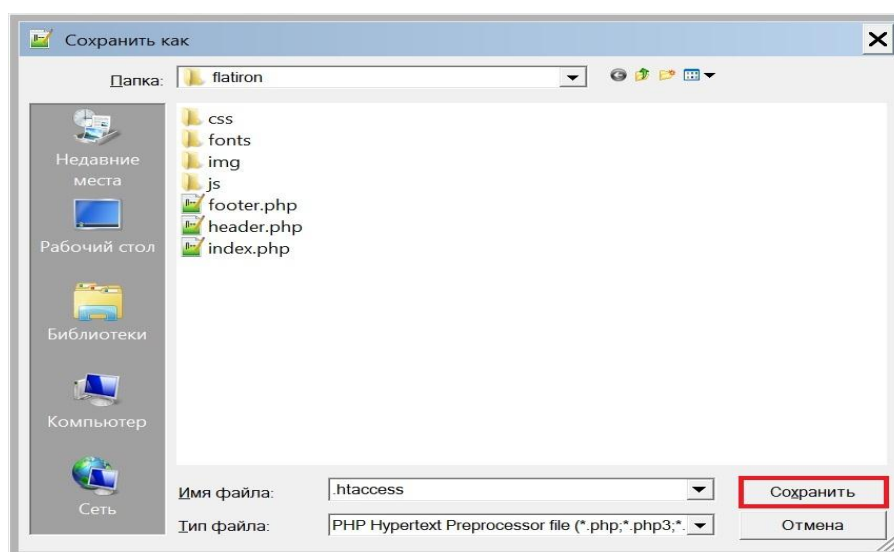 Сохранить как
Папка:
flatiron
css
fonts
img
js
footer.php
header.php
index.php
Недавние
места
Рабочий стол
Библиотеки
Компьютер
Сеть
Имя файла:
.htaccess
Сохранить
Тип файла:
PHP Hypertext Preprocessor file (*.php;*.php3;*.
Отмена